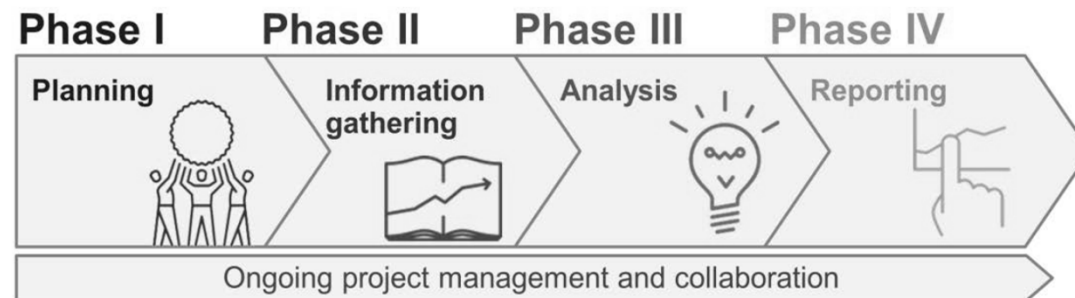 Phase I Phase II Phase III Phase IV
Planning Information gathering Analysis Reporting
Ongoing project management and collaboration